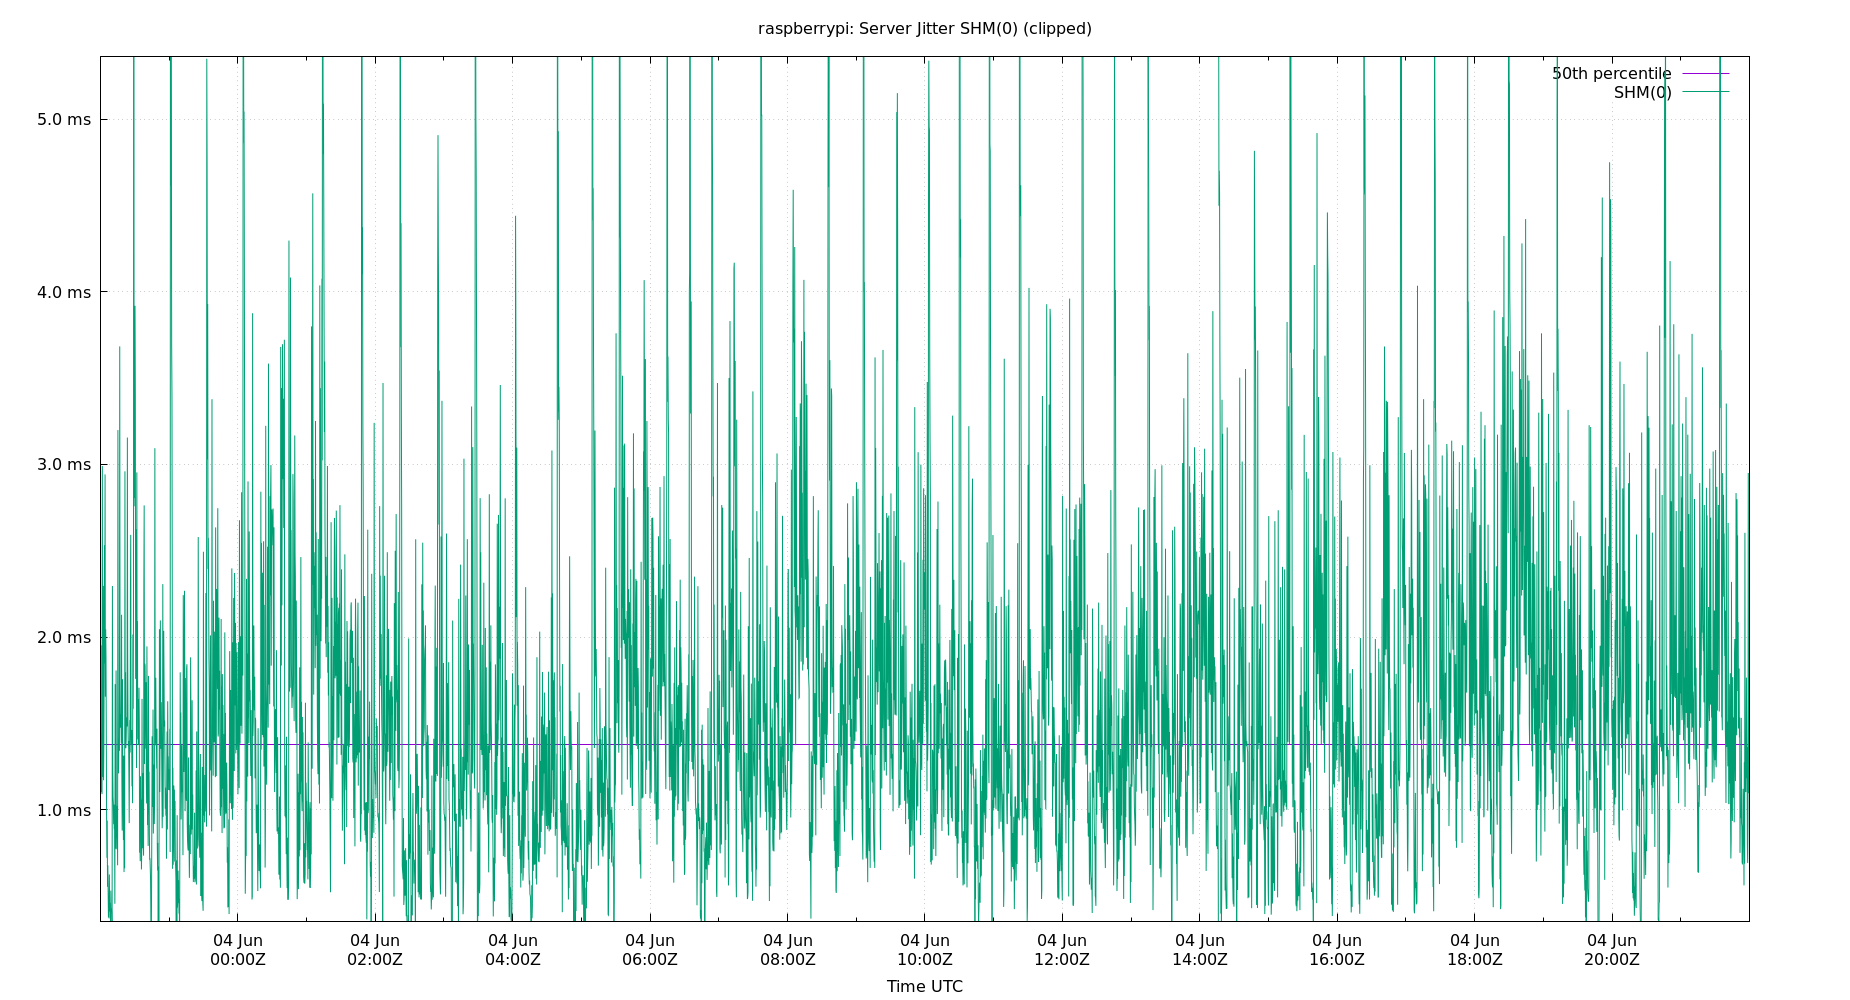 raspberrypi: Server Jitter SHM(0) (clipped)
50th percentile
SHM(0)
5.0 ms
4.0 ms
3.0 ms
2.0 ms
1.0 ms
04 Jun 04 Jun 04 Jun 04 Jun 04 Jun 04 Jun 04 Jun 04 Jun 04 Jun 04 Jun 04 Jun
00:00Z 02:00Z 04:00Z 06:00Z 08:00Z 10:00Z 12:00Z 14:00Z 16:00Z 18:00Z 20:00Z
Time UTC